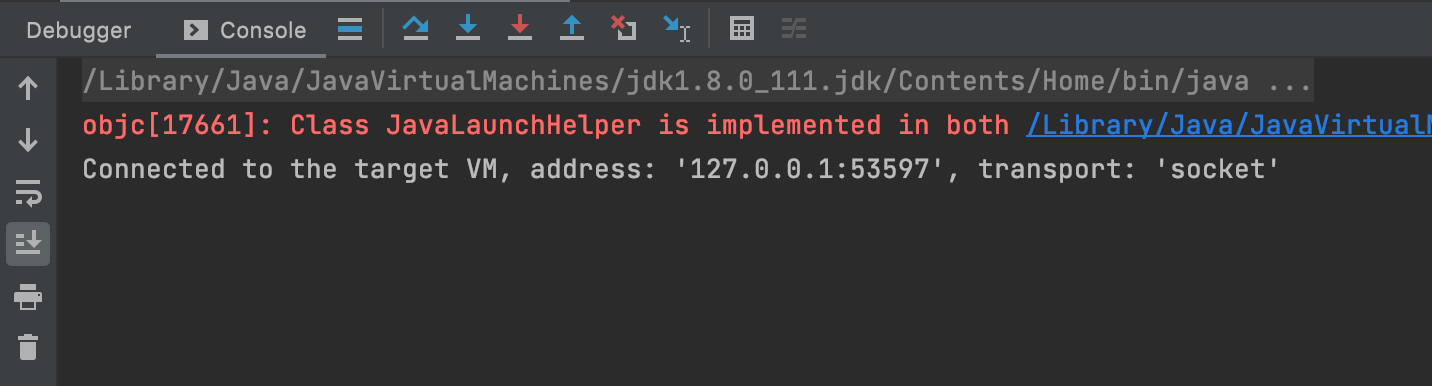 Debugger
Console
/Library/Java/JavaVirtualMachines/jdk1.8.0_111.jdk/Contents/Home/bin/java ...
objc[17661]: Class JavaLaunchHelper is implemented in both /Library/Java/JavaVirtual
Connected to the target VM, address: '127.0.0.1:53597', transport: 'socket'